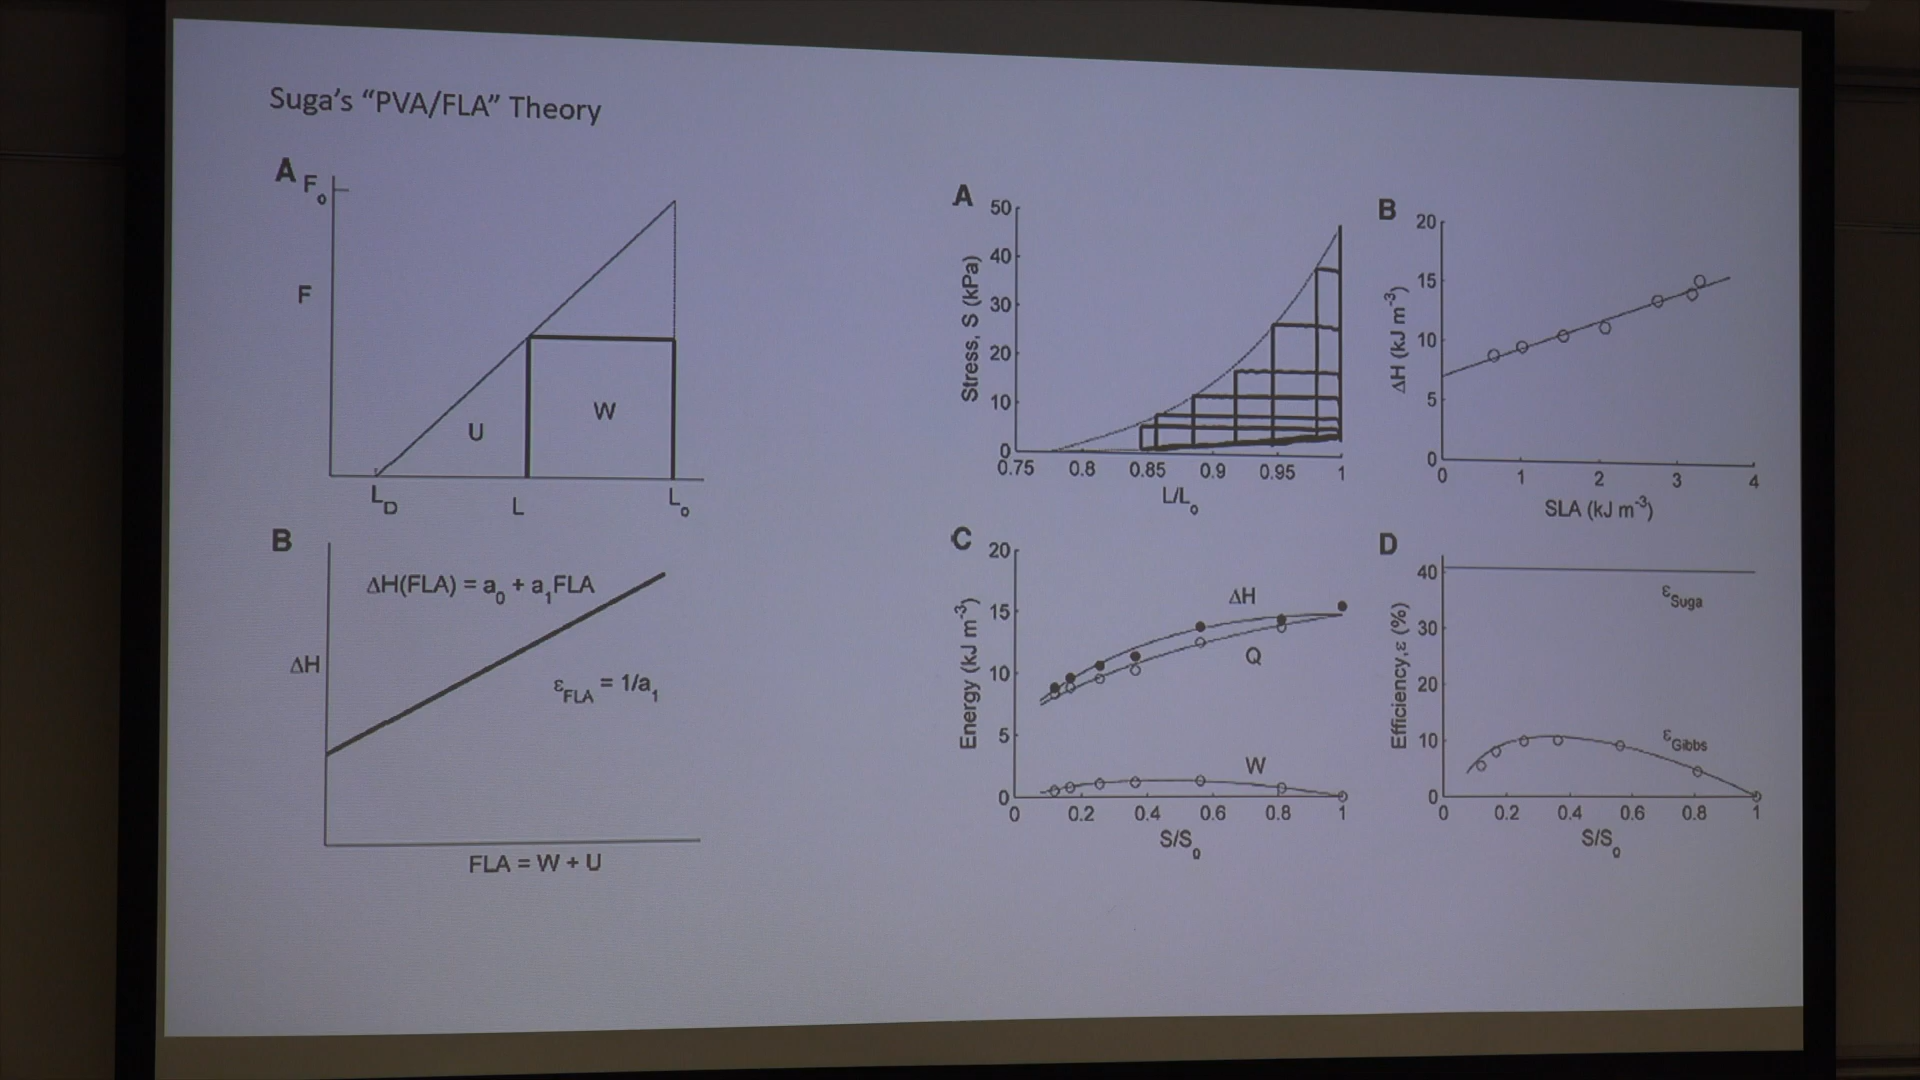 Suga's "PVA/FLA" Theory
A
F₀
F
U
W
L_D
L
L₀
B
ΔH(FLA) = a₀ + a₁FLA
ΔH
ε_FLA = 1/a₁
FLA = W + U
A
50
40
30
20
10
0
Stress, S (kPa)
0.75 0.8 0.85 0.9 0.95 1
L/L₀
B
20
15
10
5
0
ΔH (kJ m⁻³)
0 1 2 3 4
SLA (kJ m⁻³)
C
20
15
10
5
0
Energy (kJ m⁻³)
ΔH
Q
W
0 0.2 0.4 0.6 0.8 1
S/S₀
D
40
30
20
10
0
Efficiency,ε (%)
ε_Suga
ε_Gibbs
0 0.2 0.4 0.6 0.8 1
S/S₀